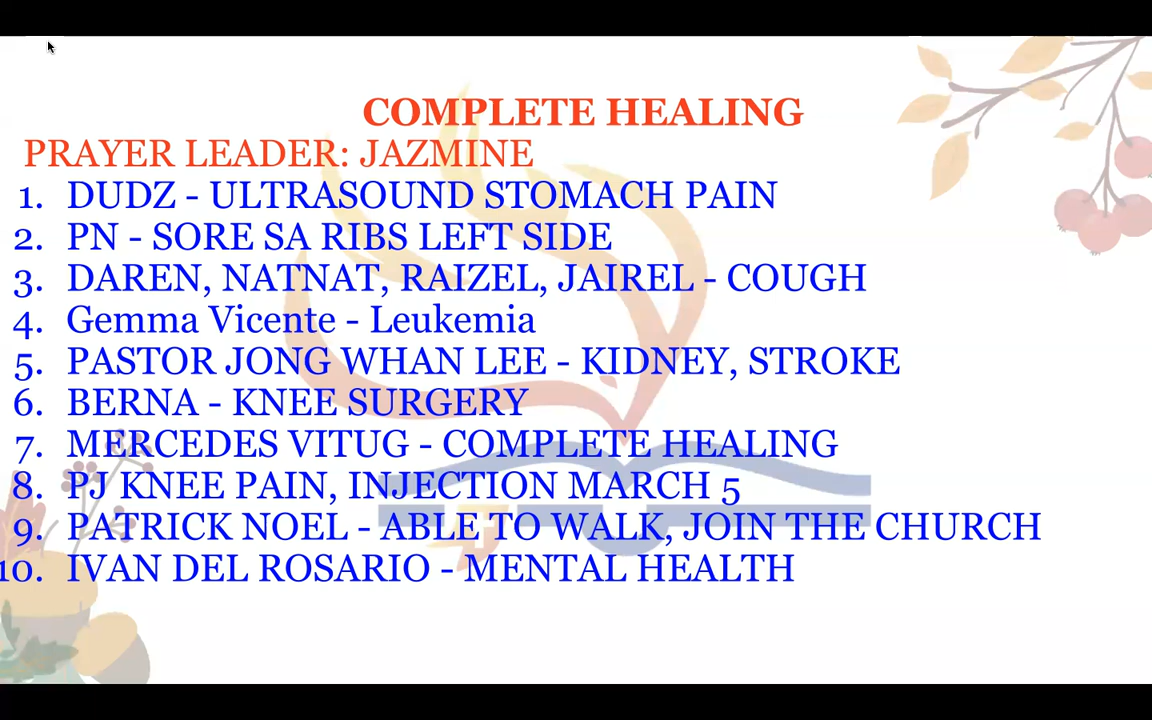 COMPLETE HEALING
PRAYER LEADER: JAZMINE
1. DUDZ - ULTRASOUND STOMACH PAIN
2. PN - SORE SA RIBS LEFT SIDE
3. DAREN, NATNAT, RAIZEL, JAIREL - COUGH
4. Gemma Vicente - Leukemia
5. PASTOR JONG WHAN LEE - KIDNEY, STROKE
6. BERNA - KNEE SURGERY
7. MERCEDES VITUG - COMPLETE HEALING
8. PJ KNEE PAIN, INJECTION MARCH 5
9. PATRICK NOEL - ABLE TO WALK, JOIN THE CHURCH
10. IVAN DEL ROSARIO - MENTAL HEALTH